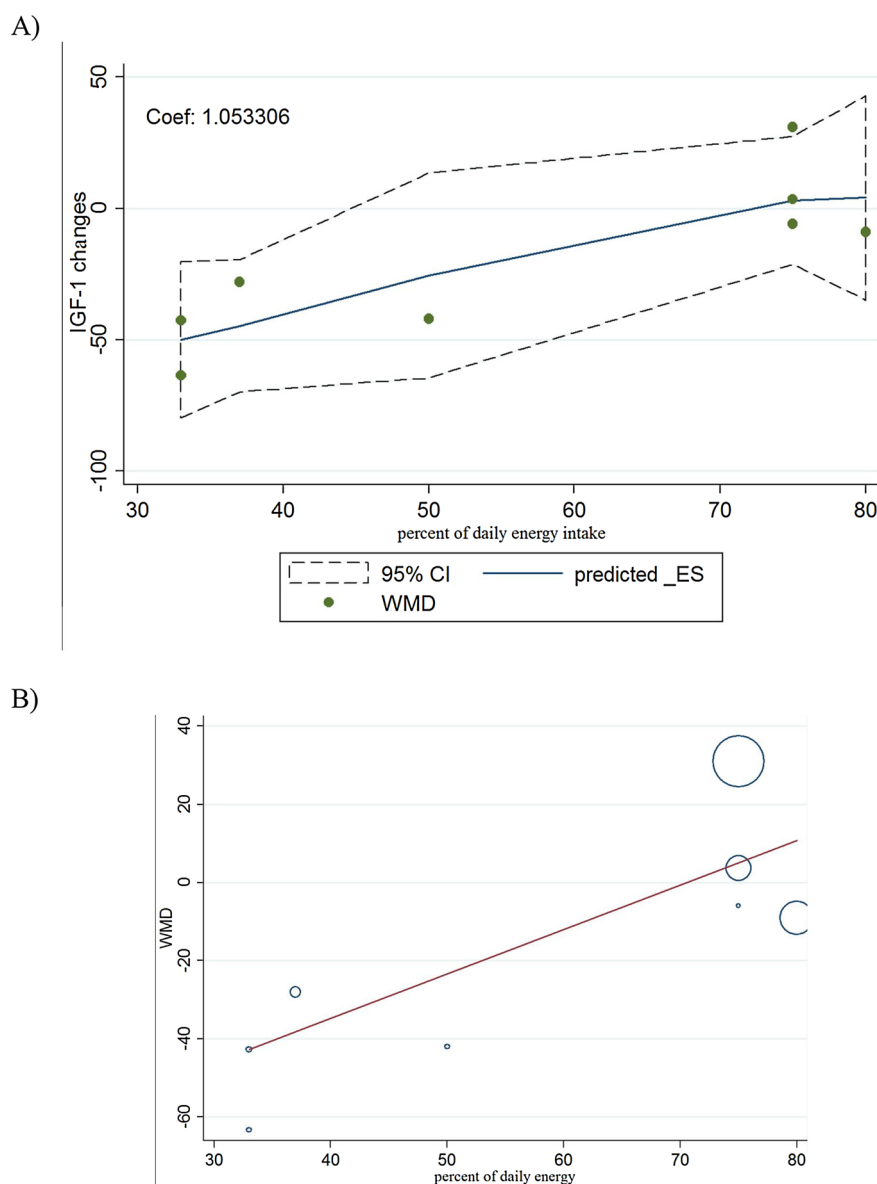 A)
50
Coef: 1.053306
0
IGF-1 changes
-50
-100
30 40 50 60 70 80
percent of daily energy intake
95% CI predicted _ES
WMD
B)
40
20
0
WMD
-20
-40
-60
30 40 50 60 70 80
percent of daily energy